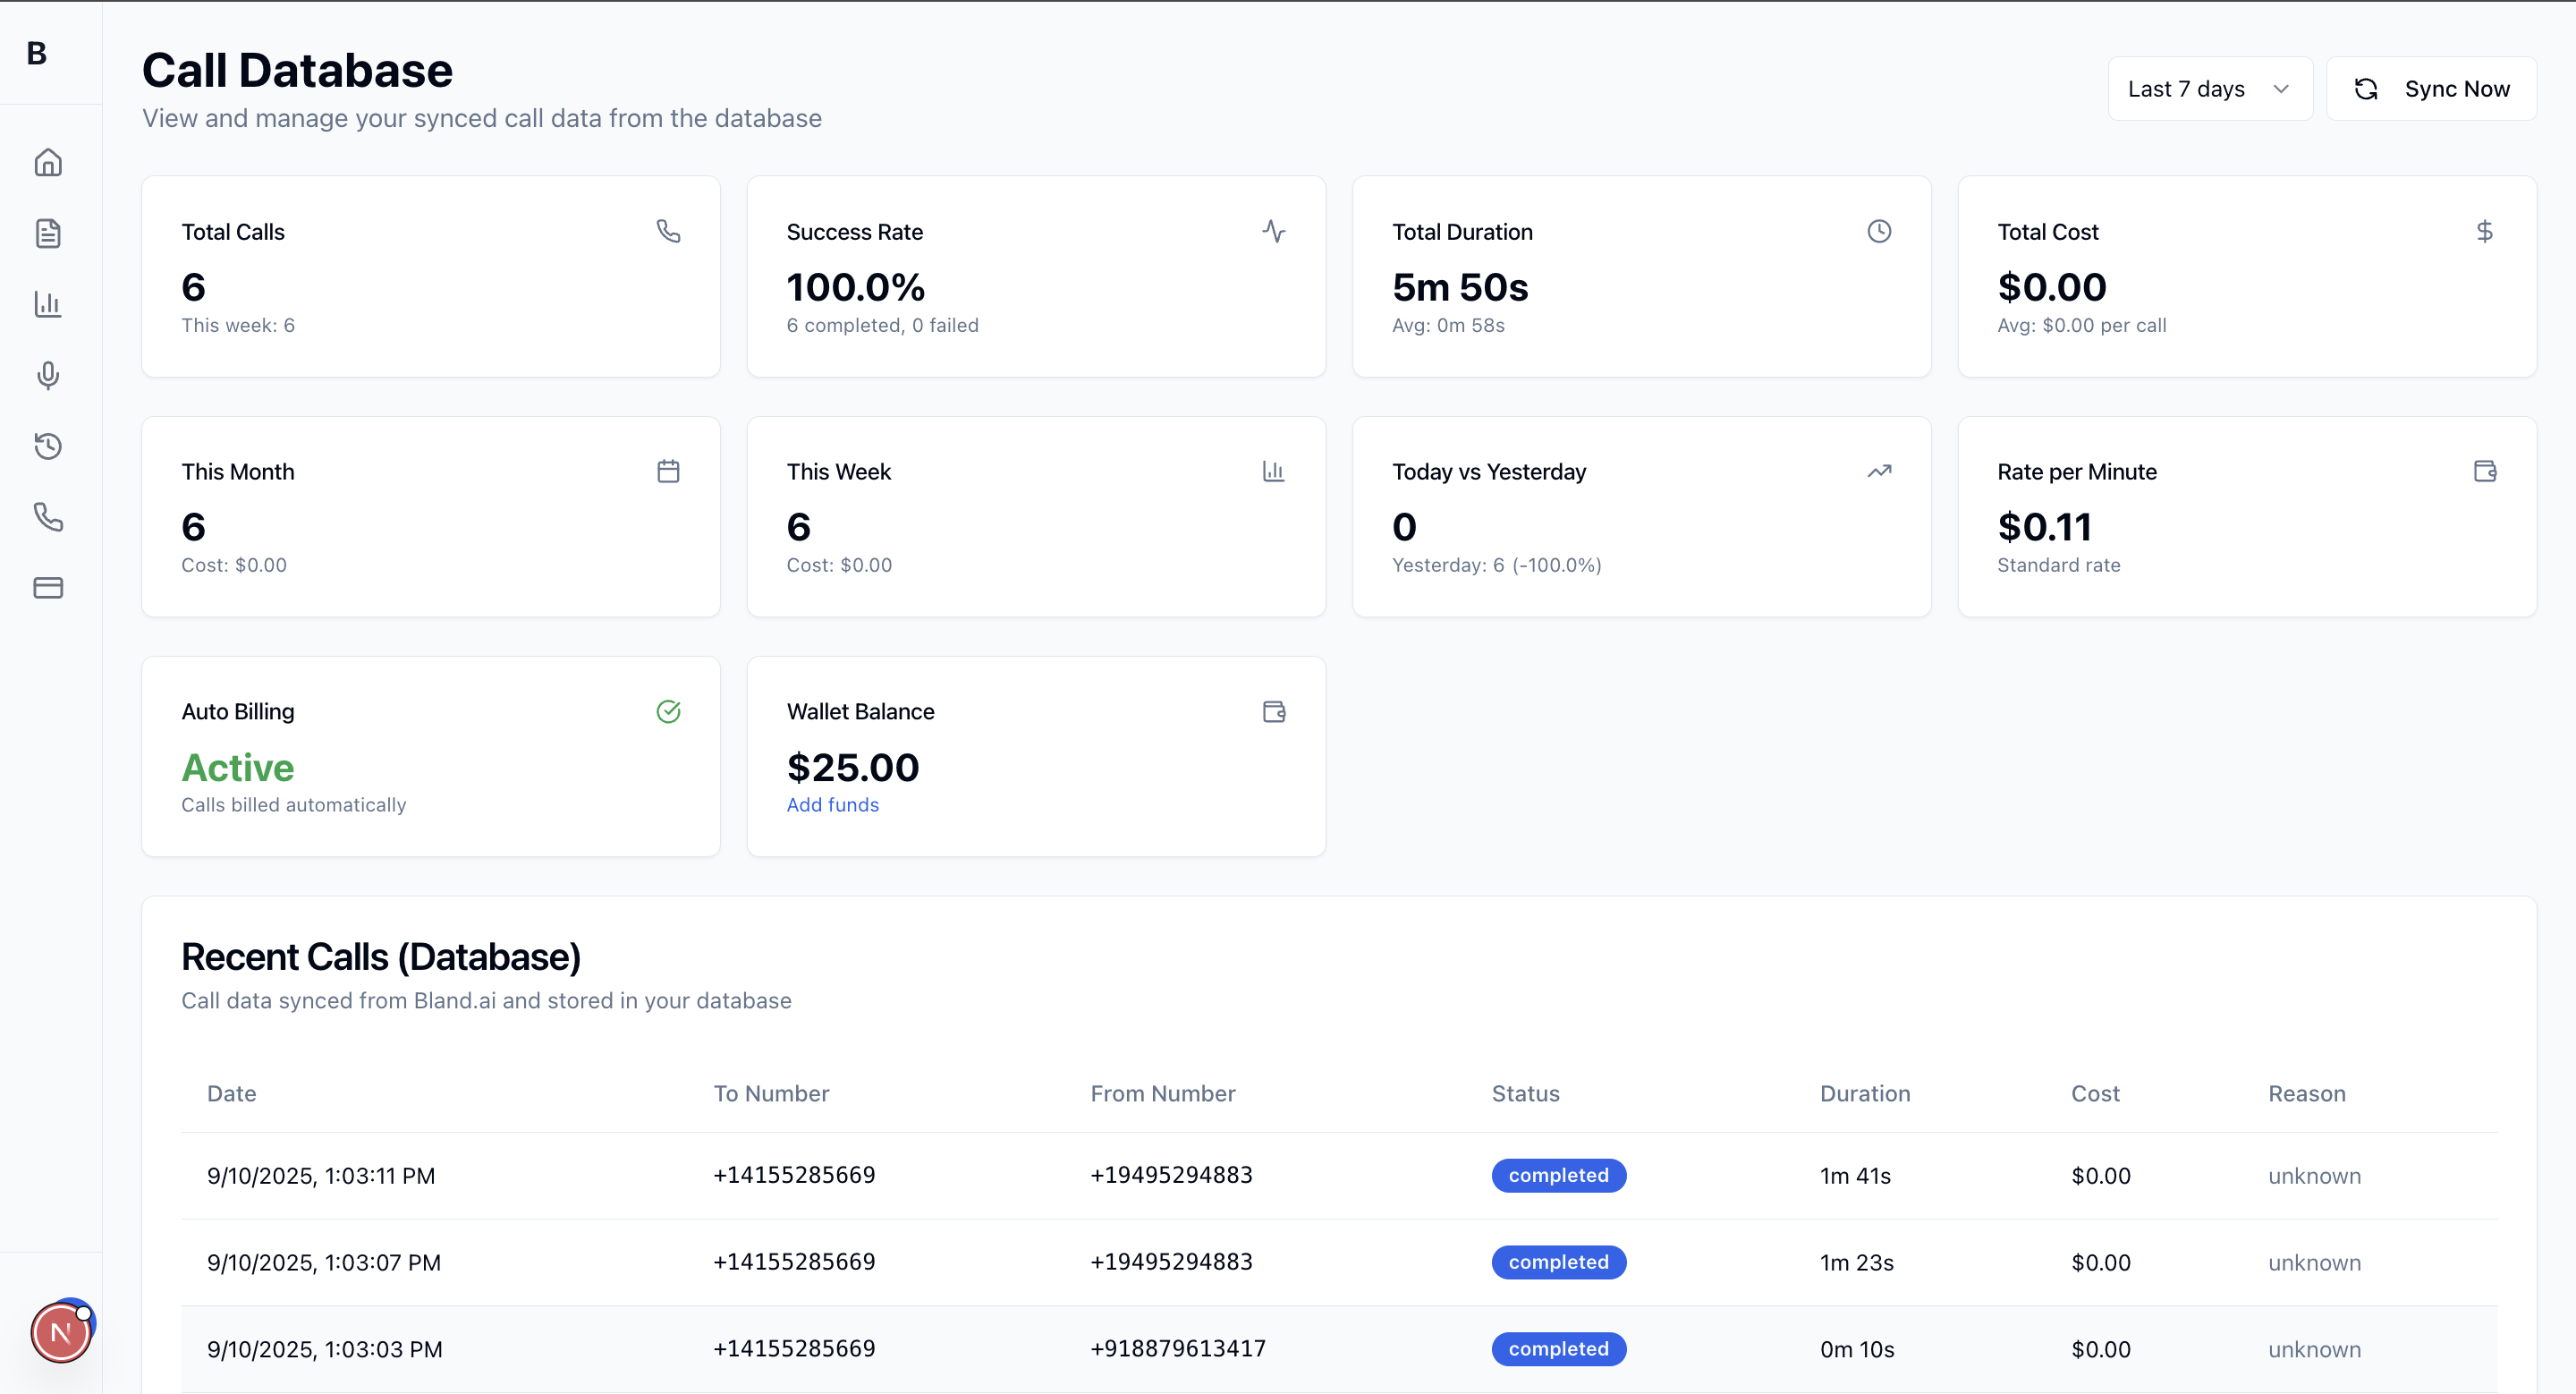 B
Call Database
View and manage your synced call data from the database
Last 7 days
Sync Now
Total Calls
6
This week: 6
Success Rate
100.0%
6 completed, 0 failed
Total Duration
5m 50s
Avg: 0m 58s
Total Cost
$0.00
Avg: $0.00 per call
This Month
6
Cost: $0.00
This Week
6
Cost: $0.00
Today vs Yesterday
0
Yesterday: 6 (-100.0%)
Rate per Minute
$0.11
Standard rate
Auto Billing
Active
Calls billed automatically
Wallet Balance
$25.00
Add funds
Recent Calls (Database)
Call data synced from Bland.ai and stored in your database
Date To Number From Number Status Duration Cost Reason
9/10/2025, 1:03:11 PM +14155285669 +19495294883 completed 1m 41s $0.00 unknown
9/10/2025, 1:03:07 PM +14155285669 +19495294883 completed 1m 23s $0.00 unknown
9/10/2025, 1:03:03 PM +14155285669 +918879613417 completed 0m 10s $0.00 unknown
N